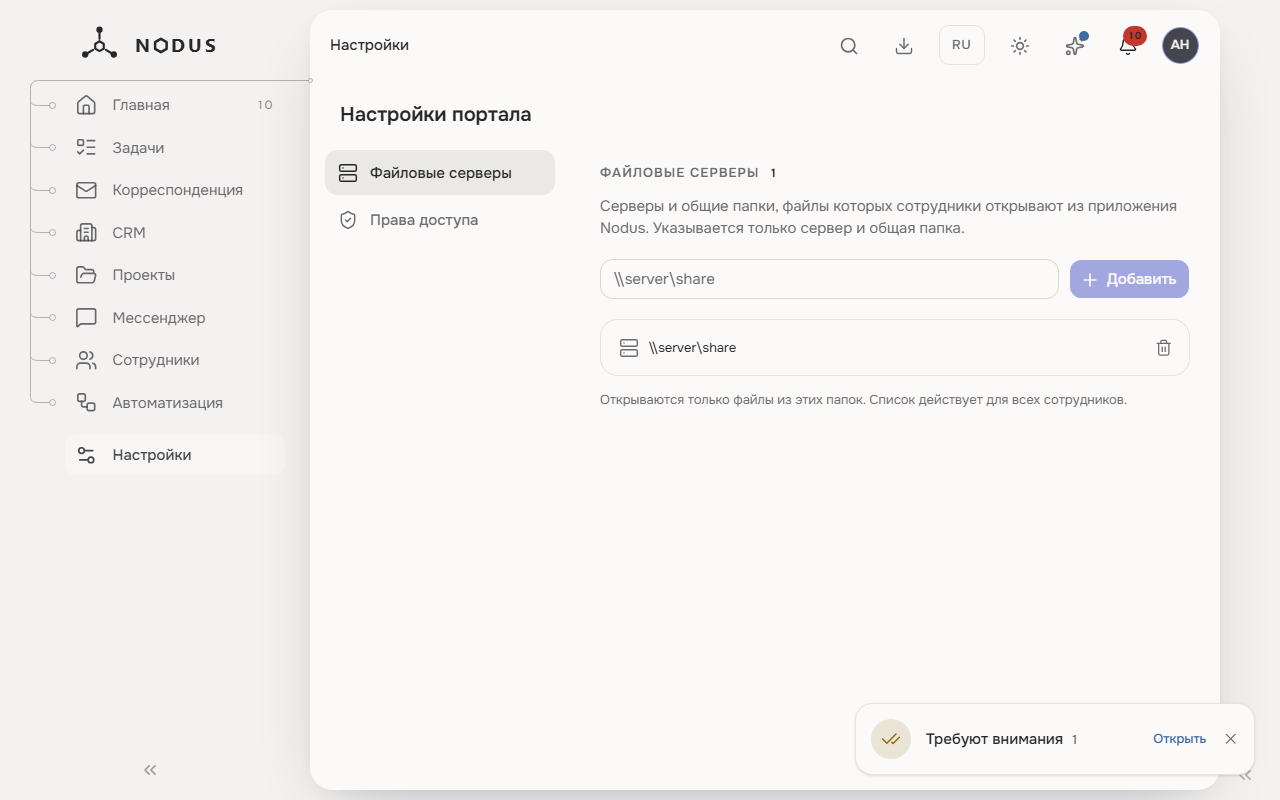 NODUS
Настройки
RU
10
АН
Главная 10
Задачи
Корреспонденция
CRM
Проекты
Мессенджер
Сотрудники
Автоматизация
Настройки
Настройки портала
Файловые серверы
Права доступа
ФАЙЛОВЫЕ СЕРВЕРЫ 1
Серверы и общие папки, файлы которых сотрудники открывают из приложения
Nodus. Указывается только сервер и общая папка.
\\server\share
Добавить
\\server\share
Открываются только файлы из этих папок. Список действует для всех сотрудников.
Требуют внимания 1
Открыть